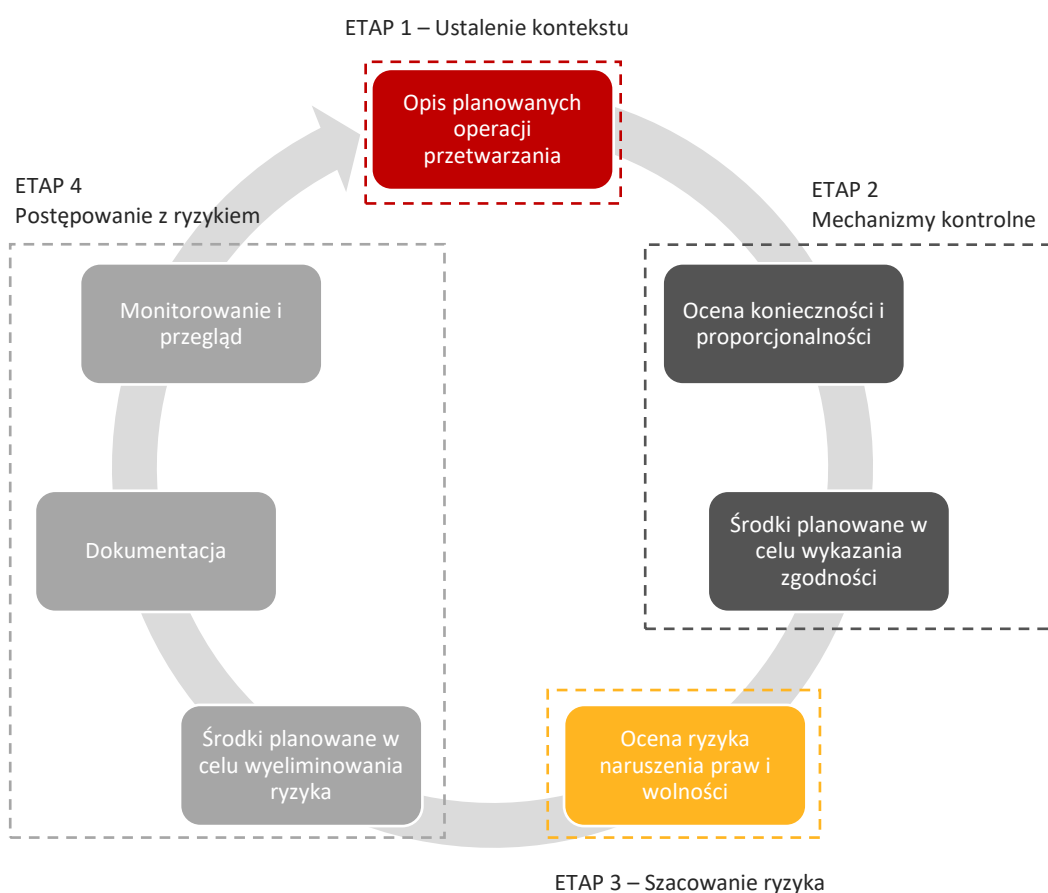 ETAP 1 – Ustalenie kontekstu
Opis planowanych
operacji
przetwarzania
ETAP 2
Mechanizmy kontrolne
Ocena konieczności i
proporcjonalności
Środki planowane w
celu wykazania
zgodności
Ocena ryzyka
naruszenia praw i
wolności
ETAP 3 – Szacowanie ryzyka
ETAP 4
Postępowanie z ryzykiem
Środki planowane w
celu wyeliminowania
ryzyka
Dokumentacja
Monitorowanie i
przegląd